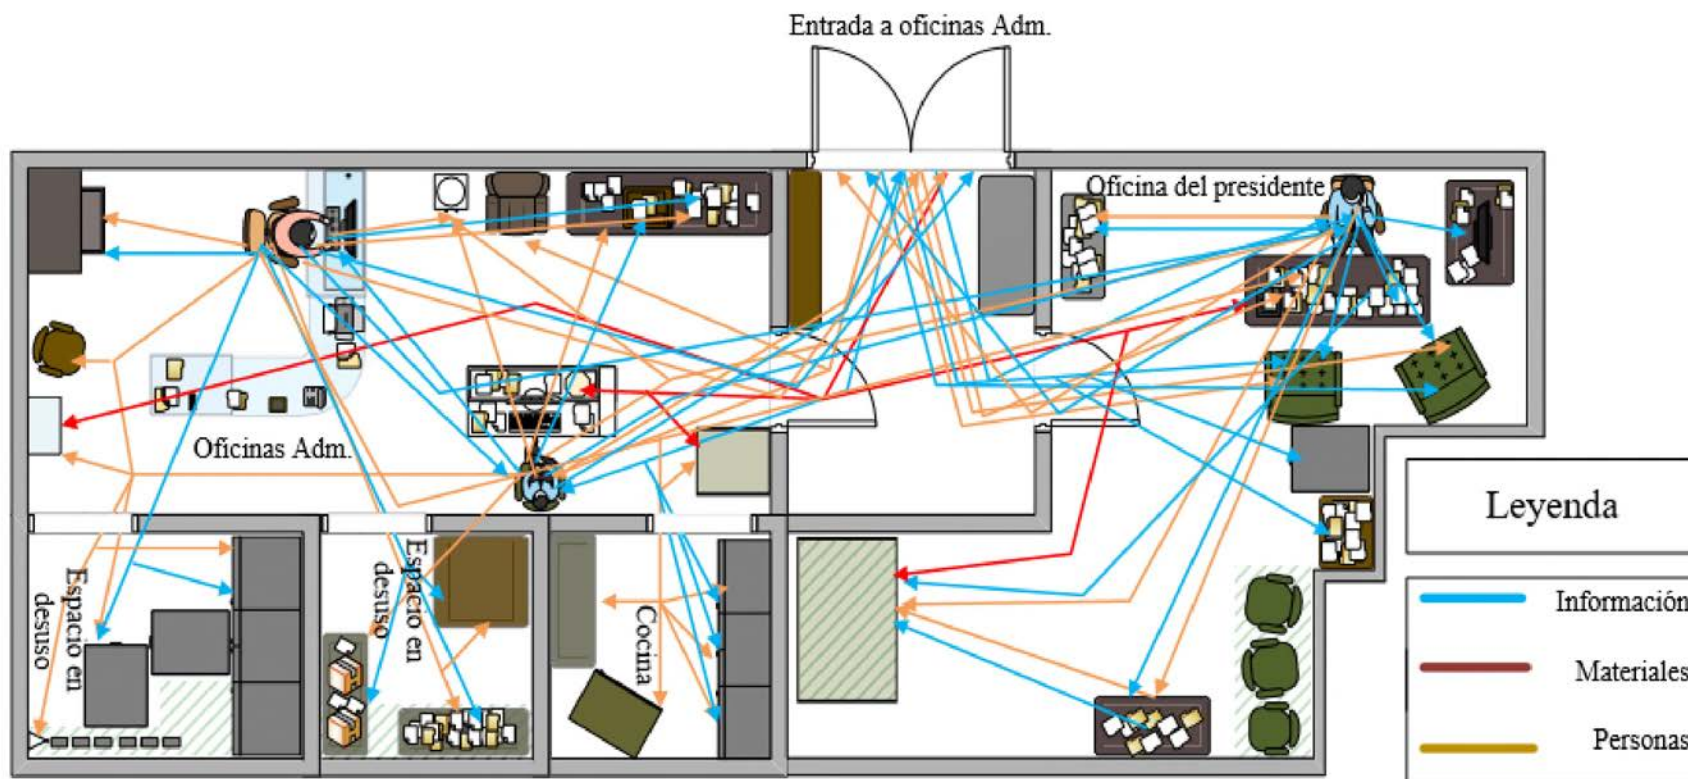 Entrada a oficinas Adm.
Oficina del presidente
Oficinas Adm.
Espacio en
desuso
Espacio en
desuso
Cocina
Leyenda
Información
Materiales
Personas